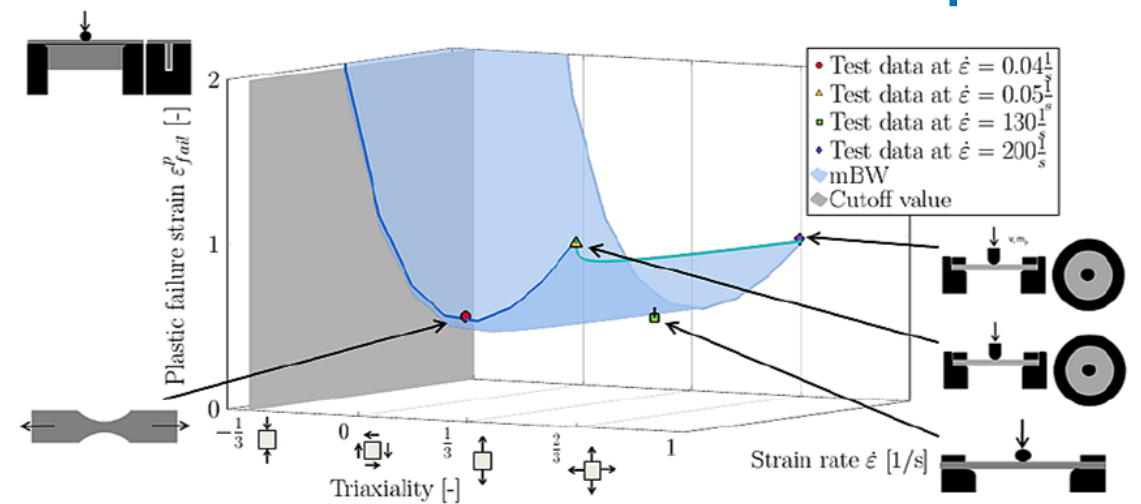 Test data at ε̇ = 0.04 1/s
Test data at ε̇ = 0.05 1/s
Test data at ε̇ = 130 1/s
Test data at ε̇ = 200 1/s
mBW
Cutoff value
Plastic failure strain ε^p_fail [-]
2
1
0
-1/3
0
1/3
2/3
1
Triaxiality [-]
Strain rate ε̇ [1/s]